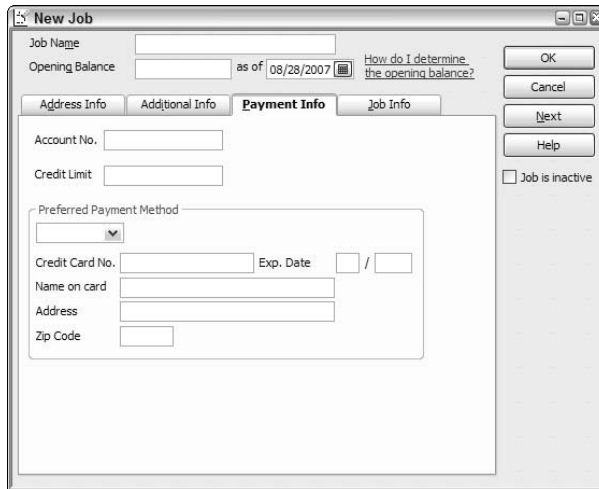 New Job
Job Name
Opening Balance as of 08/28/2007 How do I determine
the opening balance?
OK
Cancel
Next
Help
Job is inactive
Address Info Additional Info Payment Info Job Info
Account No.
Credit Limit
Preferred Payment Method
Credit Card No. Exp. Date /
Name on card
Address
Zip Code